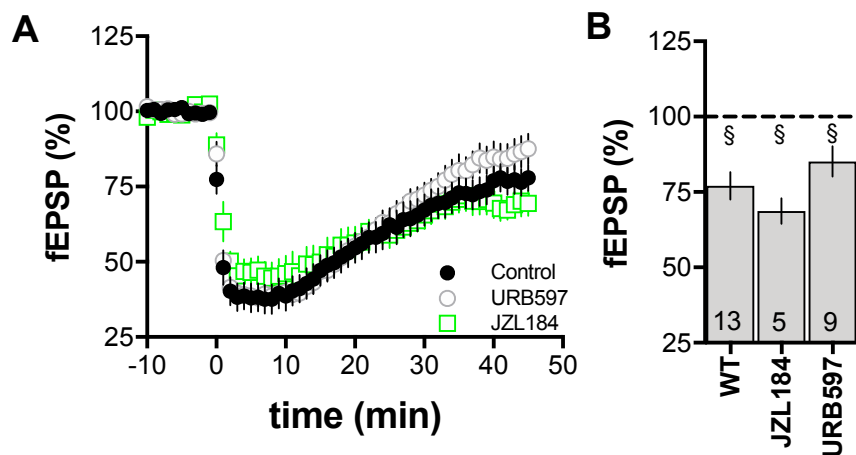 A
fEPSP (%)
125
100
75
50
25
-10 0 10 20 30 40 50
time (min)
Control
URB597
JZL184
B
fEPSP (%)
125
100
75
50
25
§ § §
13 5 9
WT
JZL184
URB597